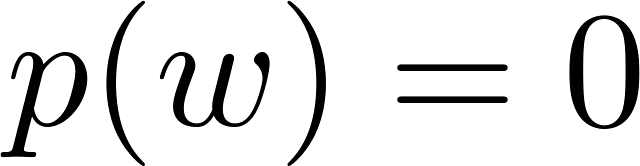 p(w) = 0